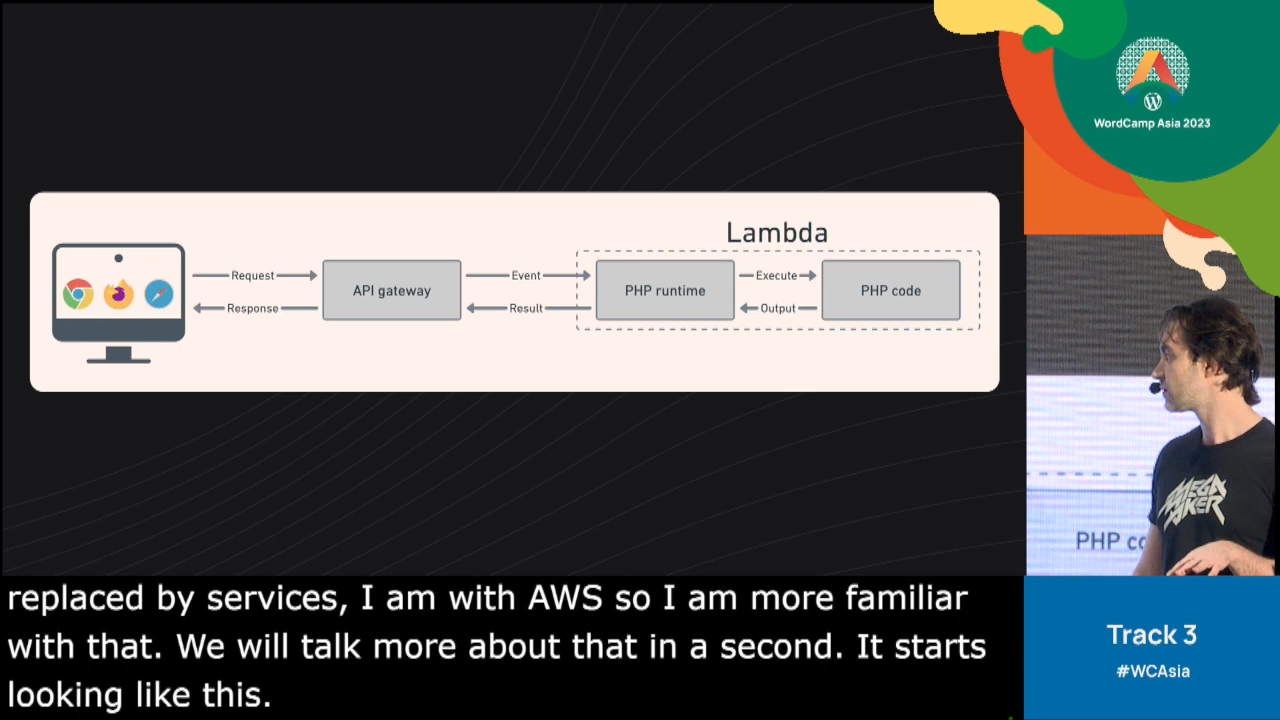 Lambda
Request
Response
API gateway
Event
Result
PHP runtime
Execute
Output
PHP code
WordCamp Asia 2023
MEGA
MAKER
PHP co
replaced by services, I am with AWS so I am more familiar
with that. We will talk more about that in a second. It starts
looking like this.
Track 3
#WCAsia